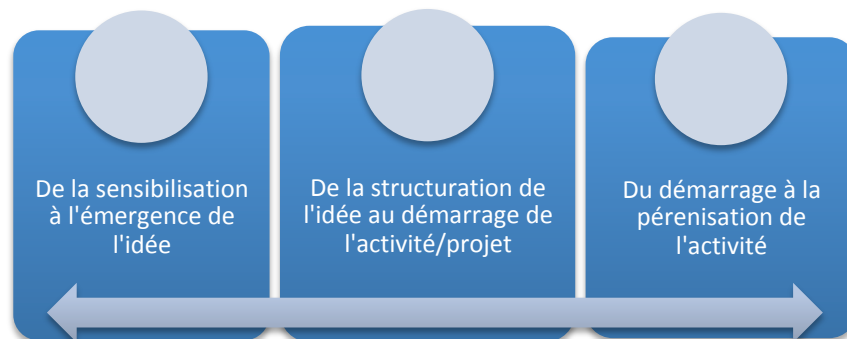 De la sensibilisation
à l'émergence de
l'idée
De la structuration de
l'idée au démarrage de
l'activité/projet
Du démarrage à la
pérenisation de
l'activité